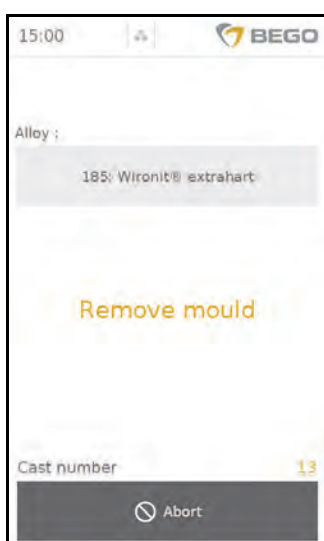 15:00 BEGO
Alloy :
185: Wironit® extrahart
Remove mould
Cast number 13
Abort